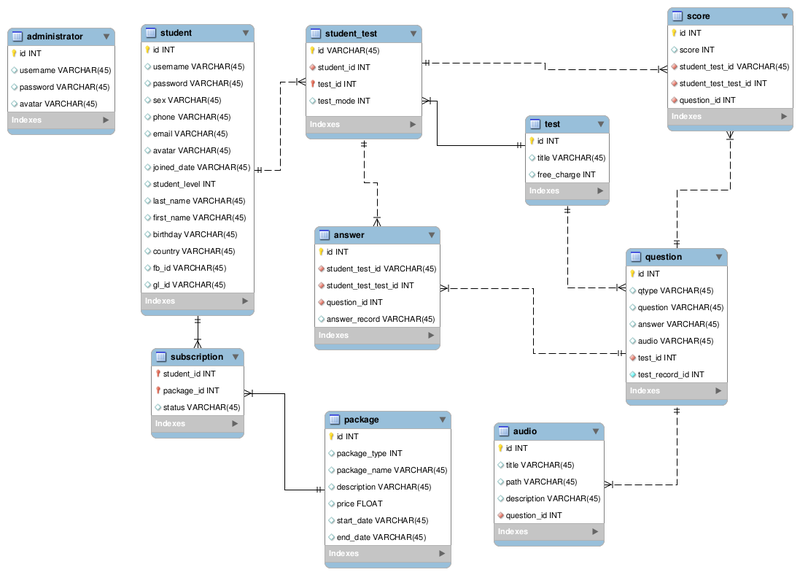 administrator
id INT
username VARCHAR(45)
password VARCHAR(45)
avatar VARCHAR(45)
Indexes
student
id INT
username VARCHAR(45)
password VARCHAR(45)
sex VARCHAR(45)
phone VARCHAR(45)
email VARCHAR(45)
avatar VARCHAR(45)
joined_date VARCHAR(45)
student_level INT
last_name VARCHAR(45)
first_name VARCHAR(45)
birthday VARCHAR(45)
country VARCHAR(45)
fb_id VARCHAR(45)
gl_id VARCHAR(45)
Indexes
student_test
id VARCHAR(45)
student_id INT
test_id INT
test_mode INT
Indexes
score
id INT
score INT
student_test_id VARCHAR(45)
student_test_test_id INT
question_id INT
Indexes
test
id INT
title VARCHAR(45)
free_charge INT
Indexes
answer
id INT
student_test_id VARCHAR(45)
student_test_test_id INT
question_id INT
answer_record VARCHAR(45)
Indexes
question
id INT
qtype VARCHAR(45)
question VARCHAR(45)
answer VARCHAR(45)
audio VARCHAR(45)
test_id INT
test_record_id INT
Indexes
subscription
student_id INT
package_id INT
status VARCHAR(45)
Indexes
package
id INT
package_type INT
package_name VARCHAR(45)
description VARCHAR(45)
price FLOAT
start_date VARCHAR(45)
end_date VARCHAR(45)
Indexes
audio
id INT
title VARCHAR(45)
path VARCHAR(45)
description VARCHAR(45)
question_id INT
Indexes